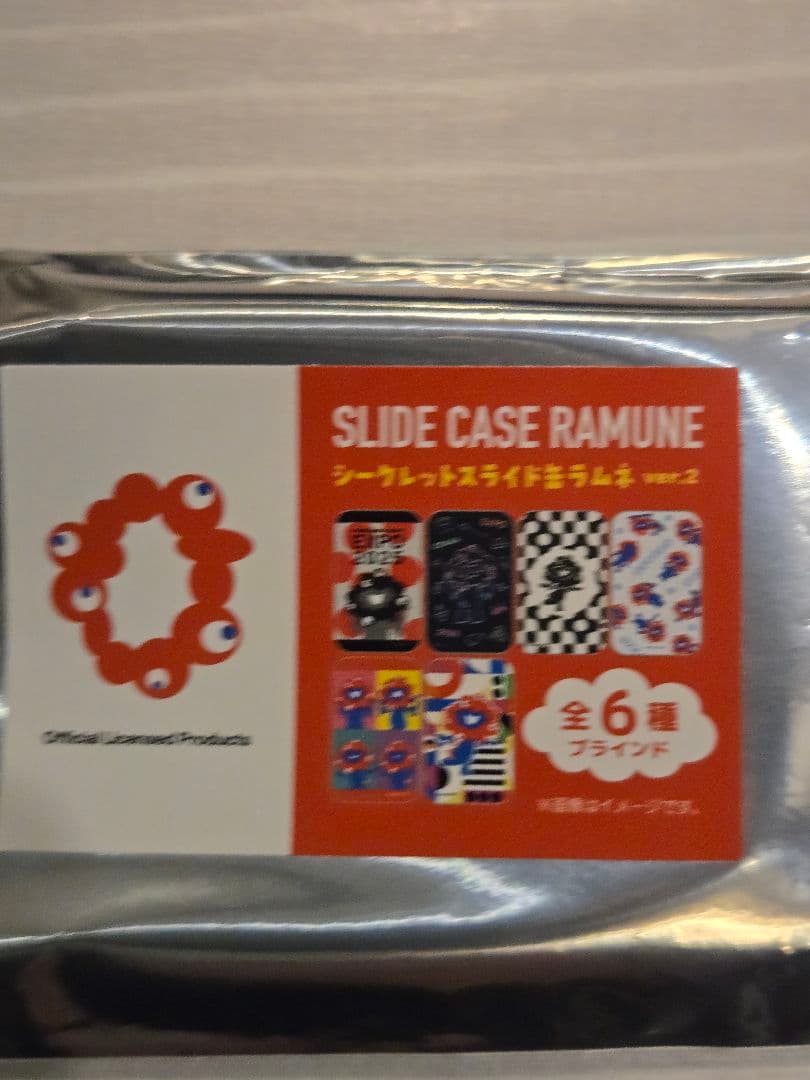 SLIDE CASE RAMUNE
シークレットスライド缶ラムネ ver.2
EXPO
2025
全6種
ブラインド
※画像はイメージです。
Official Licensed Products